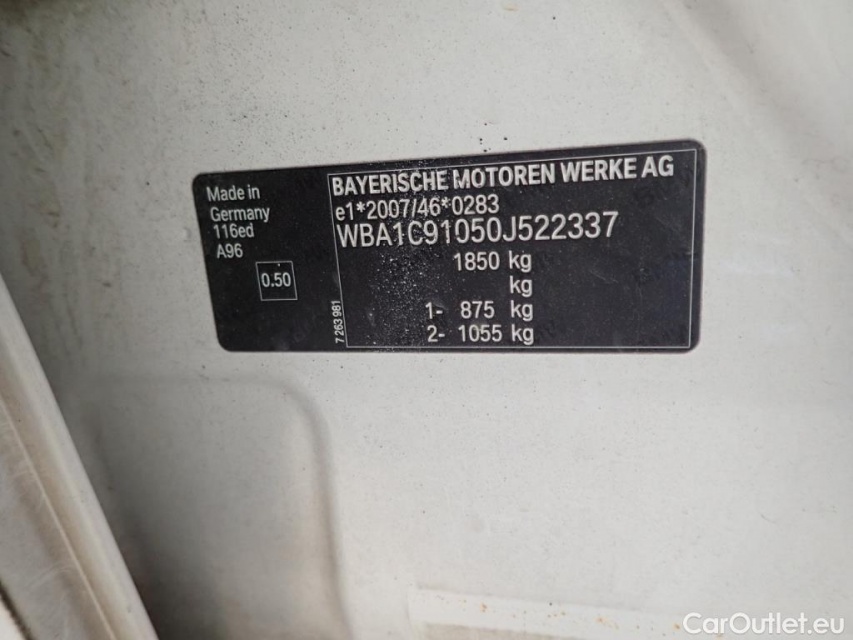 Made in
Germany
116ed
A96
0.50
7 263 981
BAYERISCHE MOTOREN WERKE AG
e1*2007/46*0283
WBA1C91050J522337
1850 kg
kg
1- 875 kg
2- 1055 kg
CarOutlet.eu